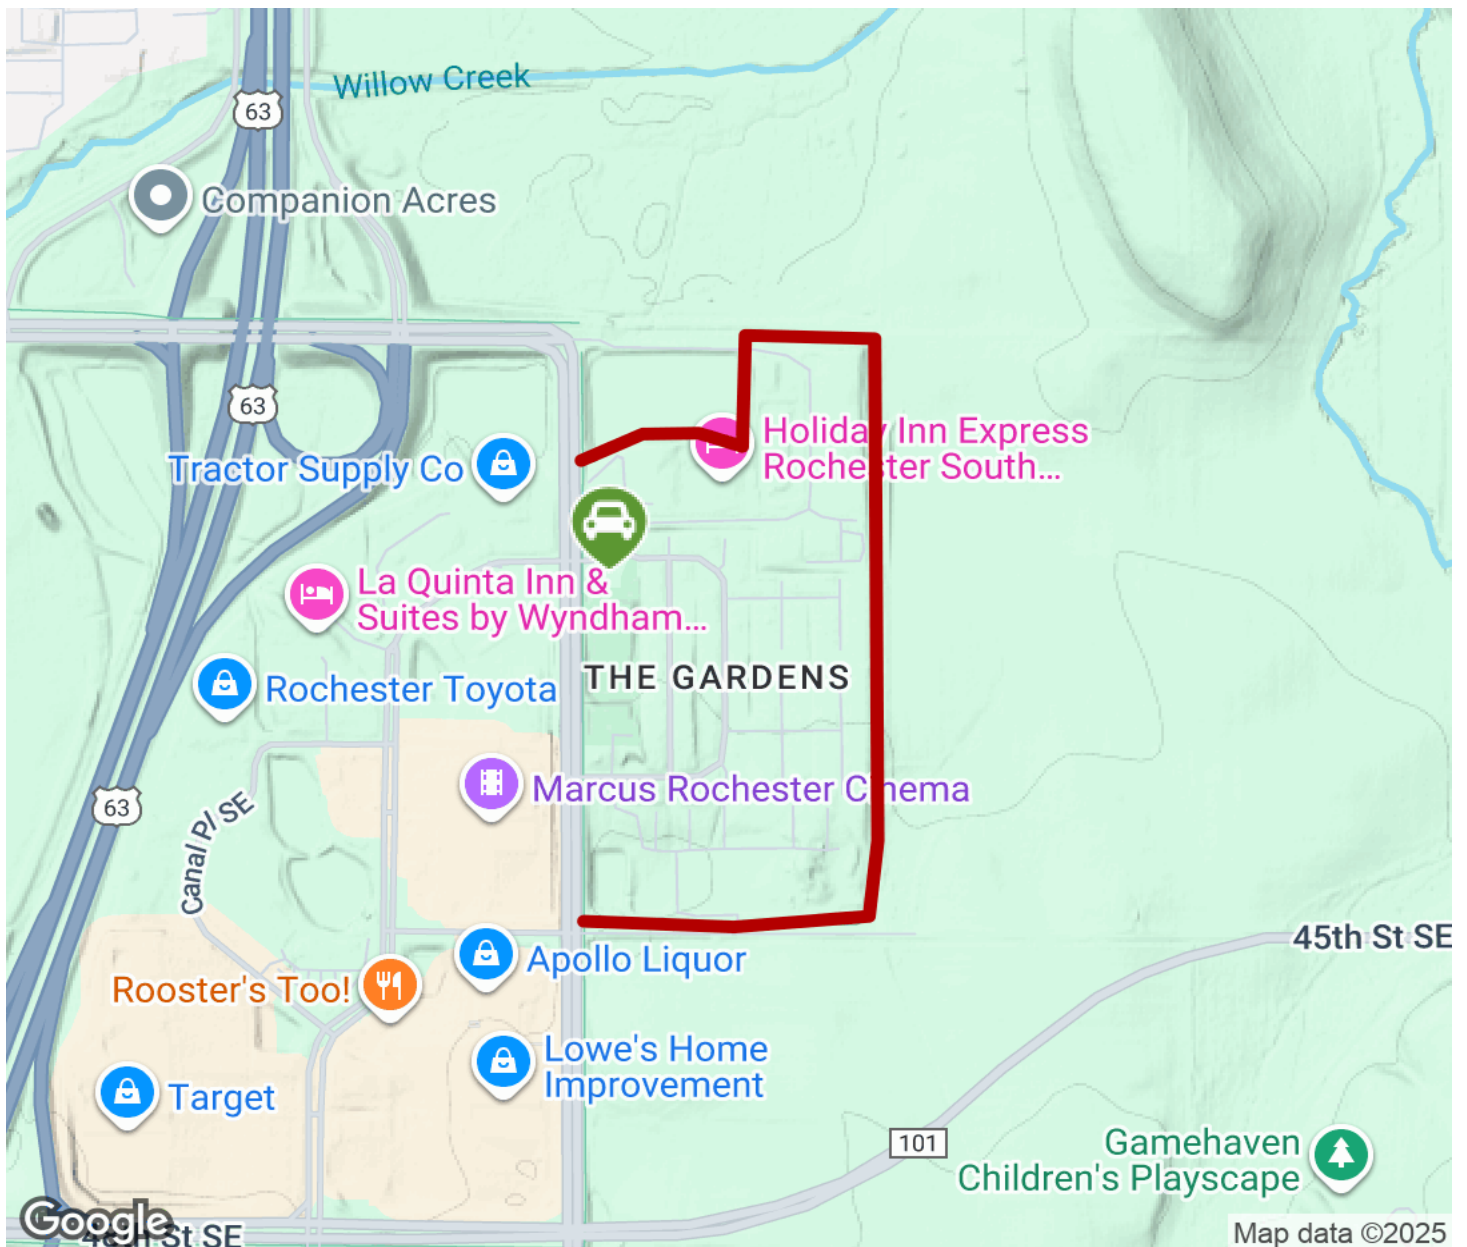 Willow Creek
63
Companion Acres
63
Holiday Inn Express
Rochester South...
Tractor Supply Co
La Quinta Inn &
Suites by Wyndham...
THE GARDENS
Rochester Toyota
Marcus Rochester Cinema
63
Canal Pl SE
45th St SE
Apollo Liquor
Rooster's Too!
Lowe's Home
Improvement
Target
101
Gamehaven
Children's Playscape
Google
48th St SE
Map data ©2025